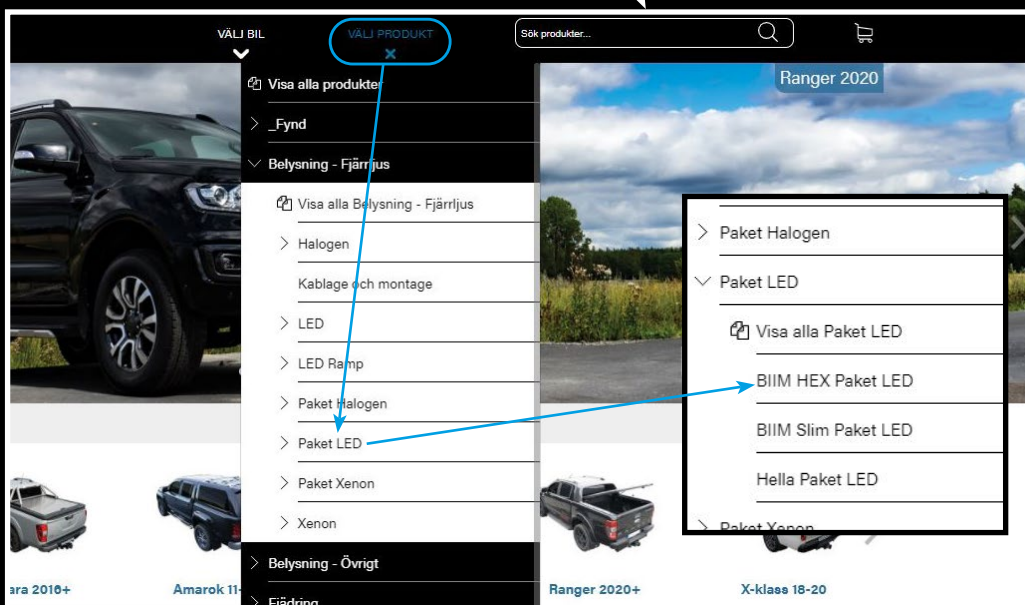 VÄLJ BIL
VÄLJ PRODUKT
Sök produkter...
Ranger 2020
Visa alla produkter
_Fynd
Belysning - Fjärrljus
Visa alla Belysning - Fjärrljus
Halogen
Kablage och montage
LED
LED Ramp
Paket Halogen
Paket LED
Paket Xenon
Xenon
Belysning - Övrigt
Fjädring
Paket Halogen
Paket LED
Visa alla Paket LED
BIIM HEX Paket LED
BIIM Slim Paket LED
Hella Paket LED
Paket Xenon
ara 2016+
Amarok 11-
Ranger 2020+
X-klass 18-20